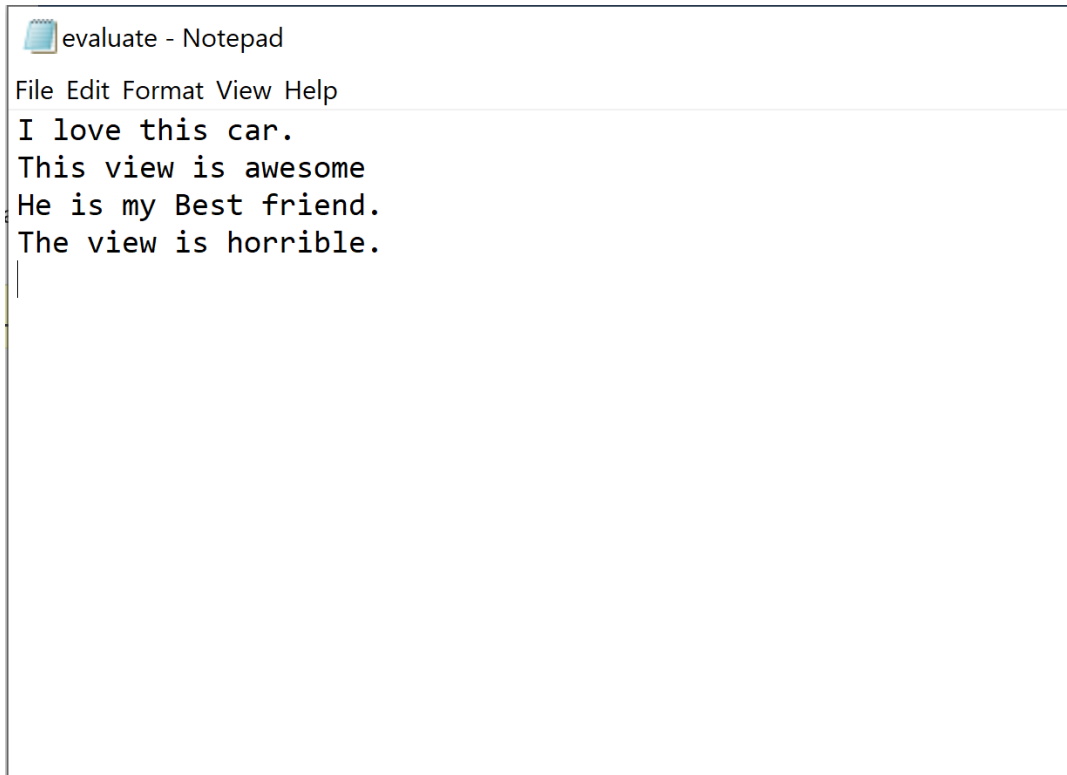 evaluate - Notepad
File Edit Format View Help
I love this car.
This view is awesome
He is my Best friend.
The view is horrible.